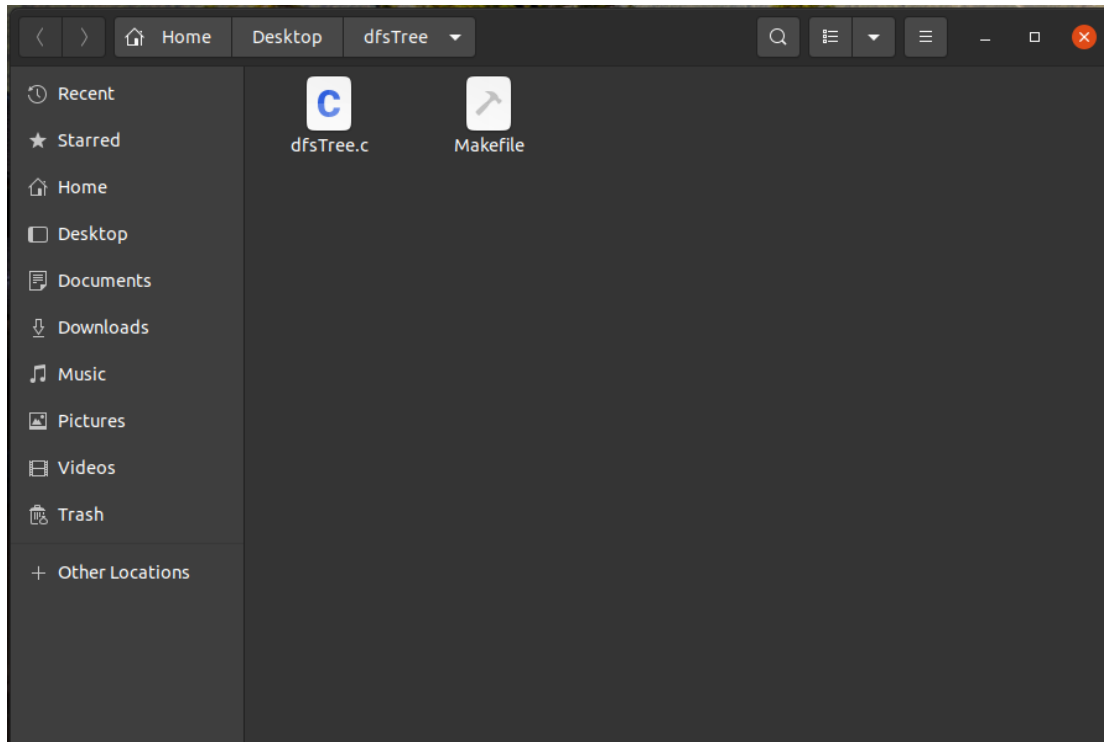 Home Desktop dfsTree
Recent
Starred
Home
Desktop
Documents
Downloads
Music
Pictures
Videos
Trash
Other Locations
C
dfsTree.c Makefile